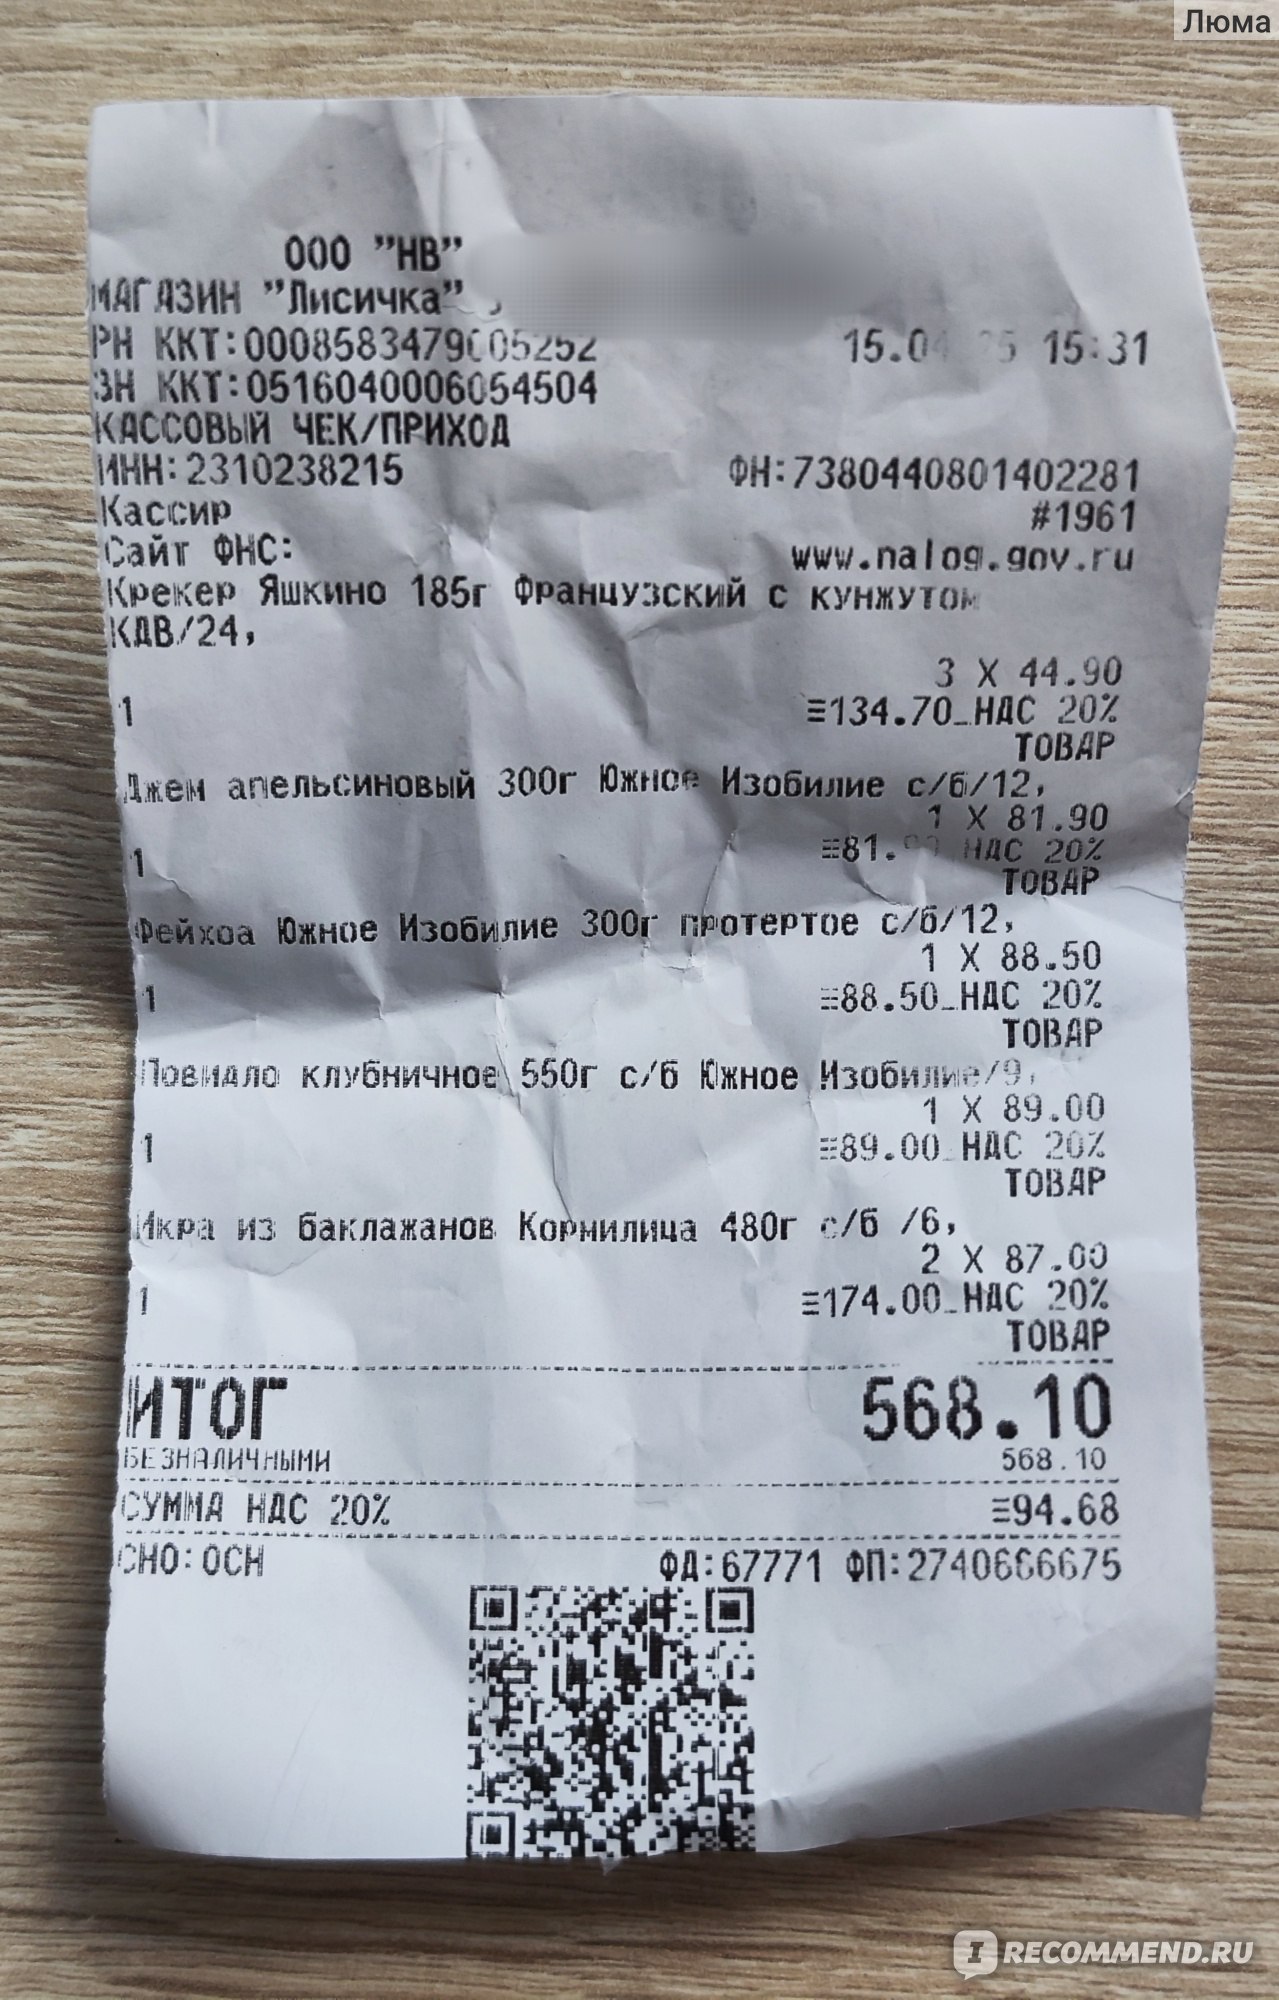 Люма
ООО "НВ"
МАГАЗИН "Лисичка"
РН ККТ:0008583479005252 15:31
ЗН ККТ:0516040006054504
КАССОВЫЙ ЧЕК/ПРИХОД
ИНН:2310238215 ФН:7380440801402281
Кассир #1961
Сайт ФНС: www.nalog.gov.ru
Крекер Яшкино 185г Французский с кунжутом
КДВ/24,
3 X 44.90
1 ≡134.70_НДС 20%
ТОВАР
Джем апельсиновый 300г Южное Изобилие с/б/12,
1 X 81.90
1 ≡81.90 НДС 20%
ТОВАР
Фейхоа Южное Изобилие 300г протертое с/б/12,
1 X 88.50
1 ≡88.50_НДС 20%
ТОВАР
Повидло клубничное 550г с/б Южное Изобилие/9,
1 X 89.00
1 ≡89.00_НДС 20%
ТОВАР
Икра из баклажанов Кормилица 480г с/б /6,
2 X 87.00
1 ≡174.00_НДС 20%
ТОВАР
ИТОГ 568.10
БЕЗНАЛИЧНЫМИ 568.10
СУММА НДС 20% ≡94.68
СНО:ОСН ФД:67771 ФП:2740666675
IRECOMMEND.RU